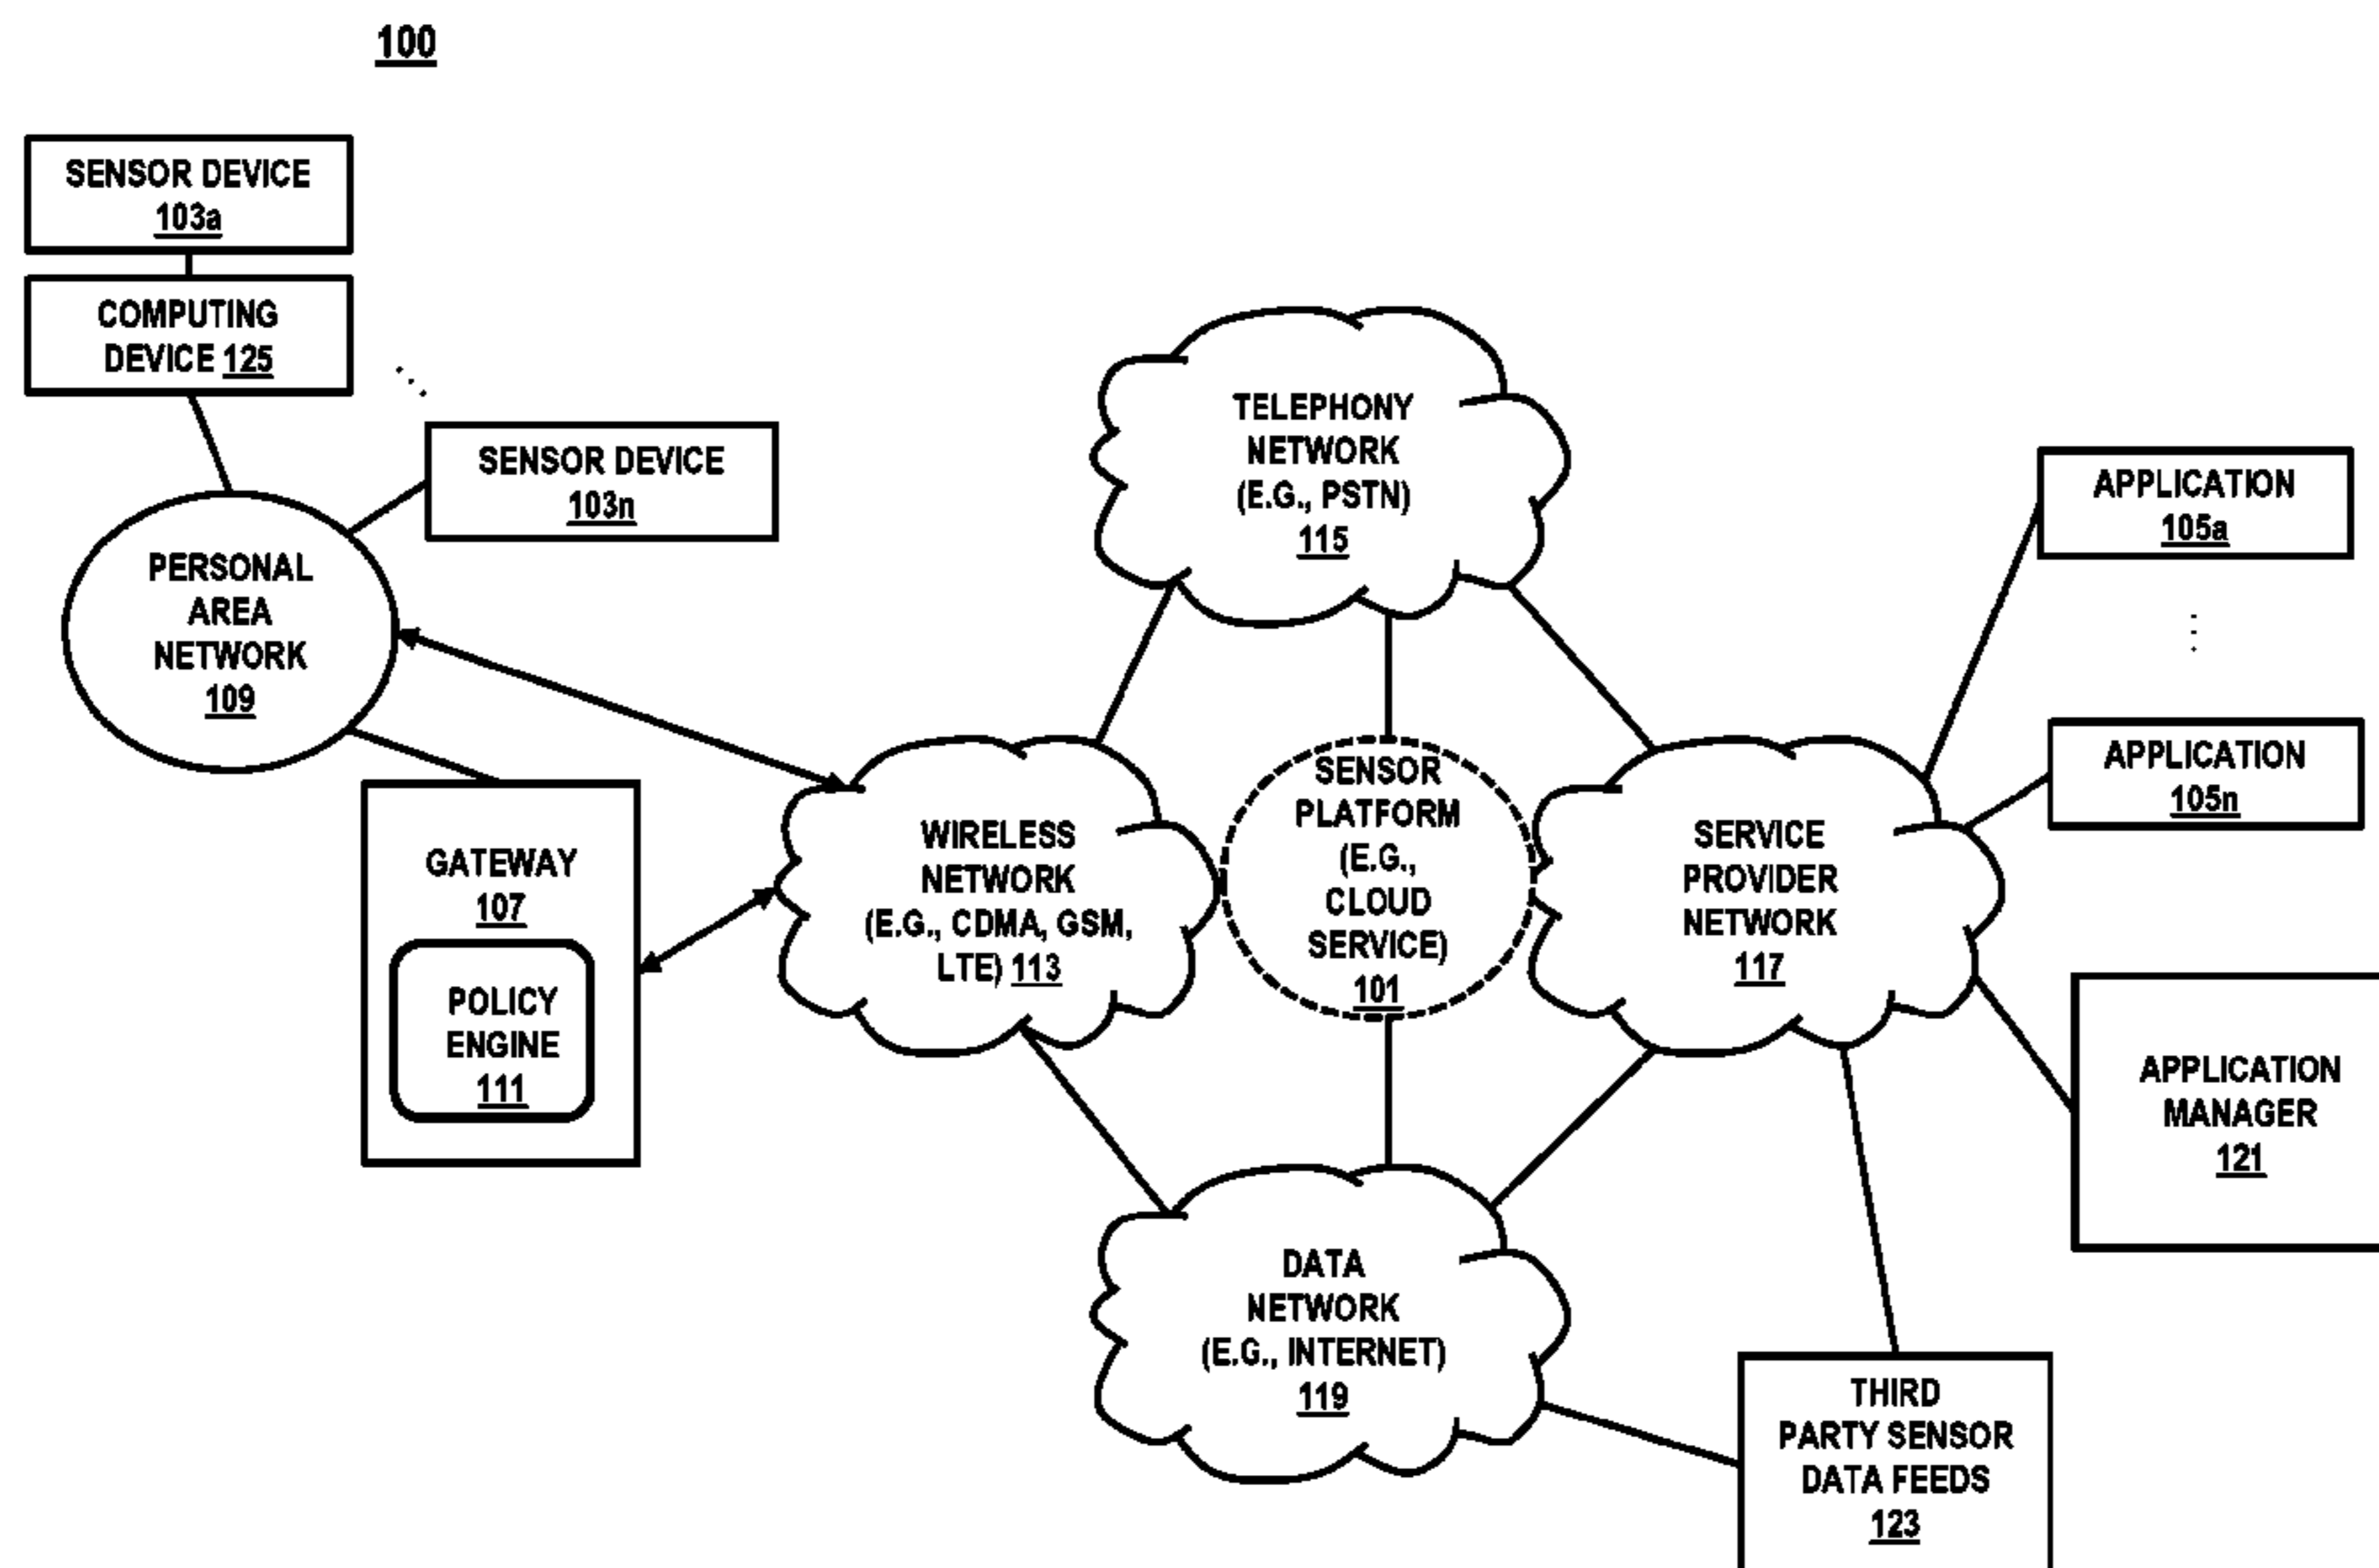 100
SENSOR DEVICE
103a
COMPUTING
DEVICE 125
SENSOR DEVICE
103n
PERSONAL
AREA
NETWORK
109
GATEWAY
107
POLICY
ENGINE
111
WIRELESS
NETWORK
(E.G., CDMA, GSM,
LTE) 113
TELEPHONY
NETWORK
(E.G., PSTN)
115
SENSOR
PLATFORM
(E.G.,
CLOUD
SERVICE)
101
DATA
NETWORK
(E.G., INTERNET)
119
SERVICE
PROVIDER
NETWORK
117
APPLICATION
105a
APPLICATION
105n
APPLICATION
MANAGER
121
THIRD
PARTY SENSOR
DATA FEEDS
123